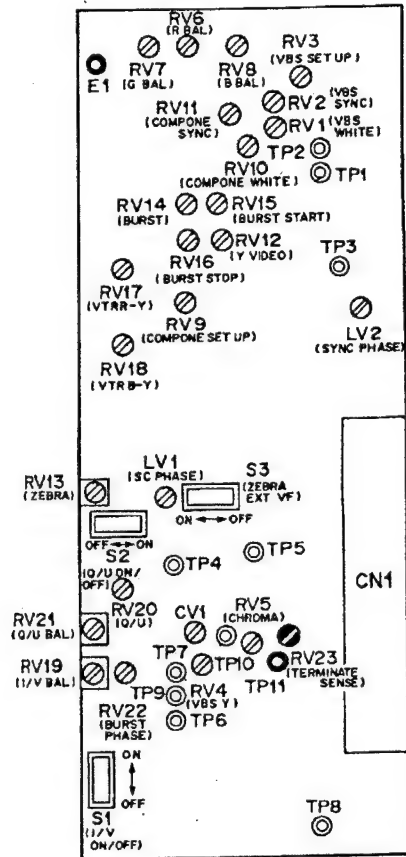 RV6
(R BAL)
RV7
(G BAL)
RV8
(B BAL)
RV3
(VBS SET UP)
E1
RV11
(COMPONE
SYNC)
RV2 (VBS
SYNC)
RV1 (VBS
WHITE)
TP2
RV10
(COMPONE WHITE)
TP1
RV14
(BURST)
RV15
(BURST START)
RV16
(BURST STOP)
RV12
(Y VIDEO)
TP3
RV17
(VTRR-Y)
RV9
(COMPONE SET UP)
LV2
(SYNC PHASE)
RV18
(VTR B-Y)
RV13
(ZEBRA)
LV1
(SC PHASE)
S3
(ZEBRA
EXT VF)
ON OFF
OFF ON
S2
(Q/U ON/
OFF)
TP4
TP5
CN1
RV20
(Q/U)
RV21
(Q/U BAL)
CV1
RV5
(CHROMA)
RV19
(I/V BAL)
TP7
TP10
RV23
(TERMINATE
SENSE)
TP11
TP9
RV4
(VBS Y)
RV22
(BURST
PHASE)
TP6
ON
OFF
S1
(I/V
ON/OFF)
TP8